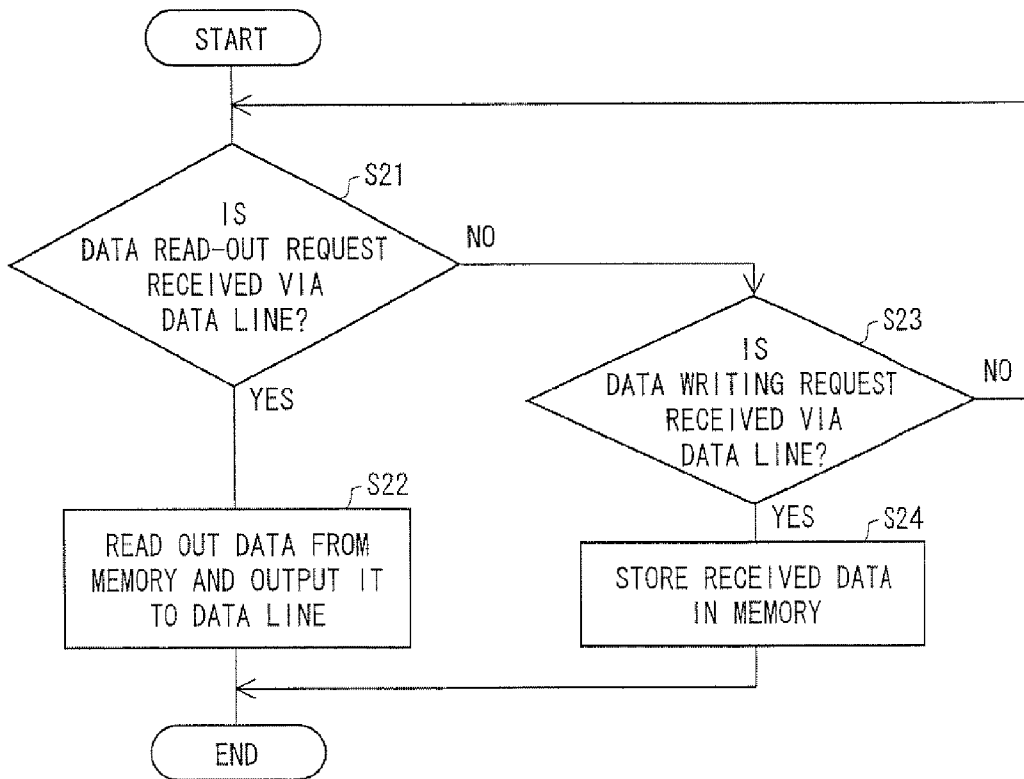 START
S21
IS
DATA READ-OUT REQUEST
RECEIVED VIA
DATA LINE?
NO
YES
S23
IS
DATA WRITING REQUEST
RECEIVED VIA
DATA LINE?
NO
YES
S22
READ OUT DATA FROM
MEMORY AND OUTPUT IT
TO DATA LINE
S24
STORE RECEIVED DATA
IN MEMORY
END